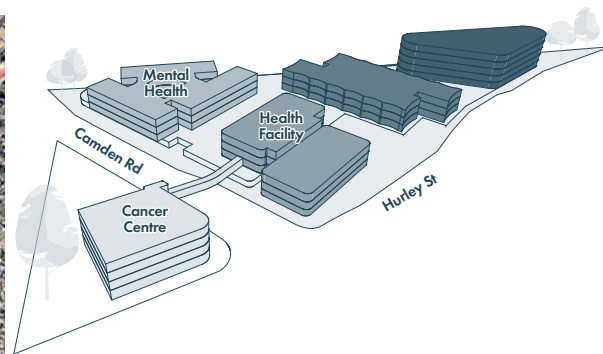 Mental
Health
Health
Facility
Camden Rd
Hurley St
Cancer
Centre